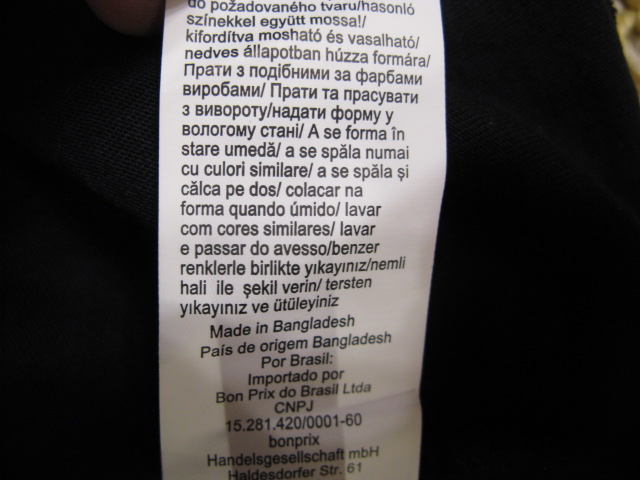 do požadovaného tvaru/hasonló
színekkel együtt mossa!/
kifordítva mosható és vasalható/
nedves állapotban húzza formára/
Прати з подібними за фарбами
виробами/ Прати та прасувати
з вивороту/надати форму у
вологому стані/ A se forma în
stare umedă/ a se spăla numai
cu culori similare/ a se spăla și
călca pe dos/ colacar na
forma quando úmido/ lavar
com cores similares/ lavar
e passar do avesso/benzer
renklerle birlikte yıkayınız/nemli
hali ile şekil verin/ tersten
yıkayınız ve ütüleyiniz
Made in Bangladesh
País de origem Bangladesh
Por Brasil:
Importado por
Bon Prix do Brasil Ltda
CNPJ
15.281.420/0001-60
bonprix
Handelsgesellschaft mbH
Haldesdorfer Str. 61